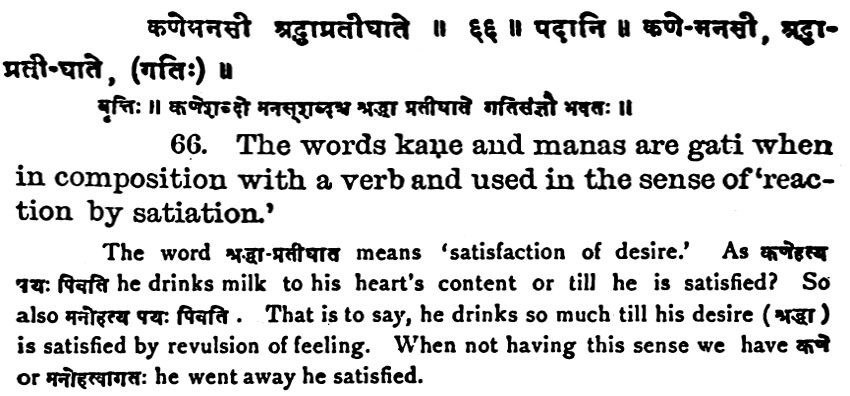 कणेमनसी श्रद्धाप्रतीघाते ॥ ६६ ॥ पदानि ॥ कणे-मनसी, श्रद्धा-
प्रती-घाते, (गतिः) ॥
वृत्तिः ॥ कणेशब्दो मनस्शब्दश्च श्रद्धा प्रतीघाते गतिसंज्ञौ भवतः ॥
66. The words kaṇe and manas are gati when
in composition with a verb and used in the sense of 'reac-
tion by satiation.'
The word श्रद्धा-प्रतीघात means 'satisfaction of desire.' As कणेहत्य
पयः पिबति he drinks milk to his heart's content or till he is satisfied? So
also मनोहत्य पयः पिबति. That is to say, he drinks so much till his desire (श्रद्धा)
is satisfied by revulsion of feeling. When not having this sense we have कणे
or मनोहत्वागतः he went away he satisfied.